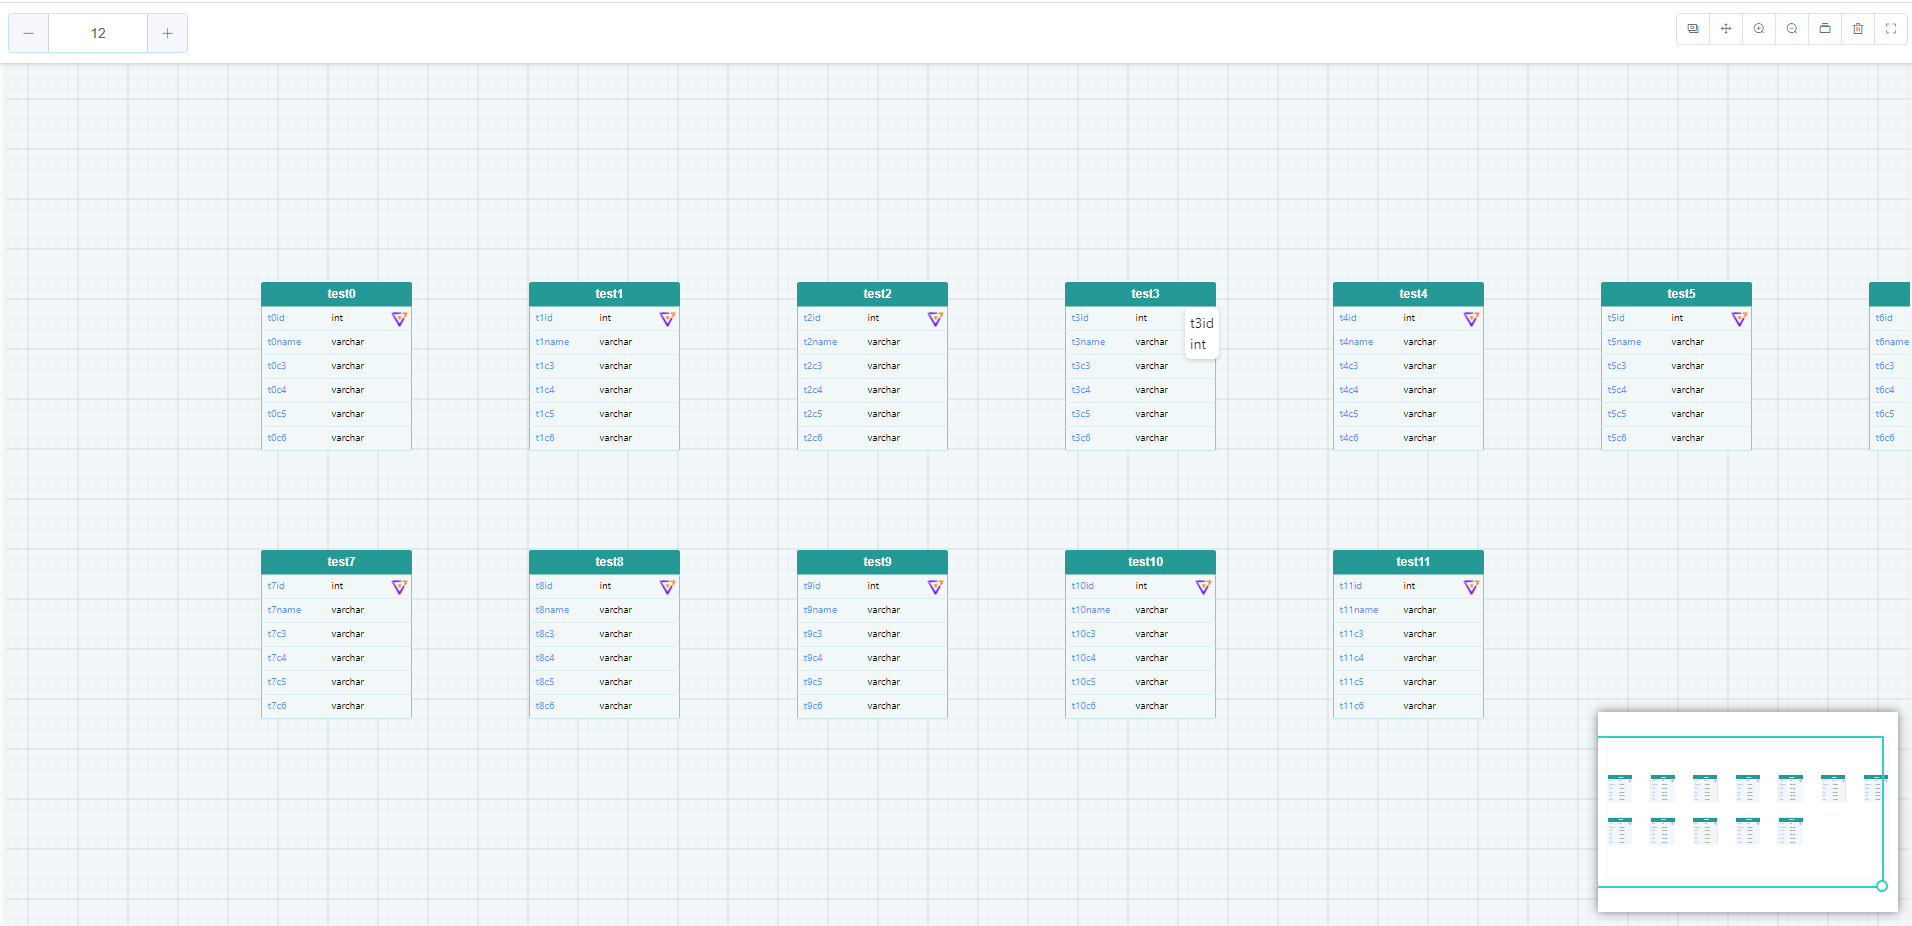 12
test0
t0id int
t0name varchar
t0c3 varchar
t0c4 varchar
t0c5 varchar
t0c6 varchar
test1
t1id int
t1name varchar
t1c3 varchar
t1c4 varchar
t1c5 varchar
t1c6 varchar
test2
t2id int
t2name varchar
t2c3 varchar
t2c4 varchar
t2c5 varchar
t2c6 varchar
test3
t3id int
t3name varchar
t3c3 varchar
t3c4 varchar
t3c5 varchar
t3c6 varchar
t3id
int
test4
t4id int
t4name varchar
t4c3 varchar
t4c4 varchar
t4c5 varchar
t4c6 varchar
test5
t5id int
t5name varchar
t5c3 varchar
t5c4 varchar
t5c5 varchar
t5c6 varchar
t6id
t6name
t6c3
t6c4
t6c5
t6c6
test7
t7id int
t7name varchar
t7c3 varchar
t7c4 varchar
t7c5 varchar
t7c6 varchar
test8
t8id int
t8name varchar
t8c3 varchar
t8c4 varchar
t8c5 varchar
t8c6 varchar
test9
t9id int
t9name varchar
t9c3 varchar
t9c4 varchar
t9c5 varchar
t9c6 varchar
test10
t10id int
t10name varchar
t10c3 varchar
t10c4 varchar
t10c5 varchar
t10c6 varchar
test11
t11id int
t11name varchar
t11c3 varchar
t11c4 varchar
t11c5 varchar
t11c6 varchar